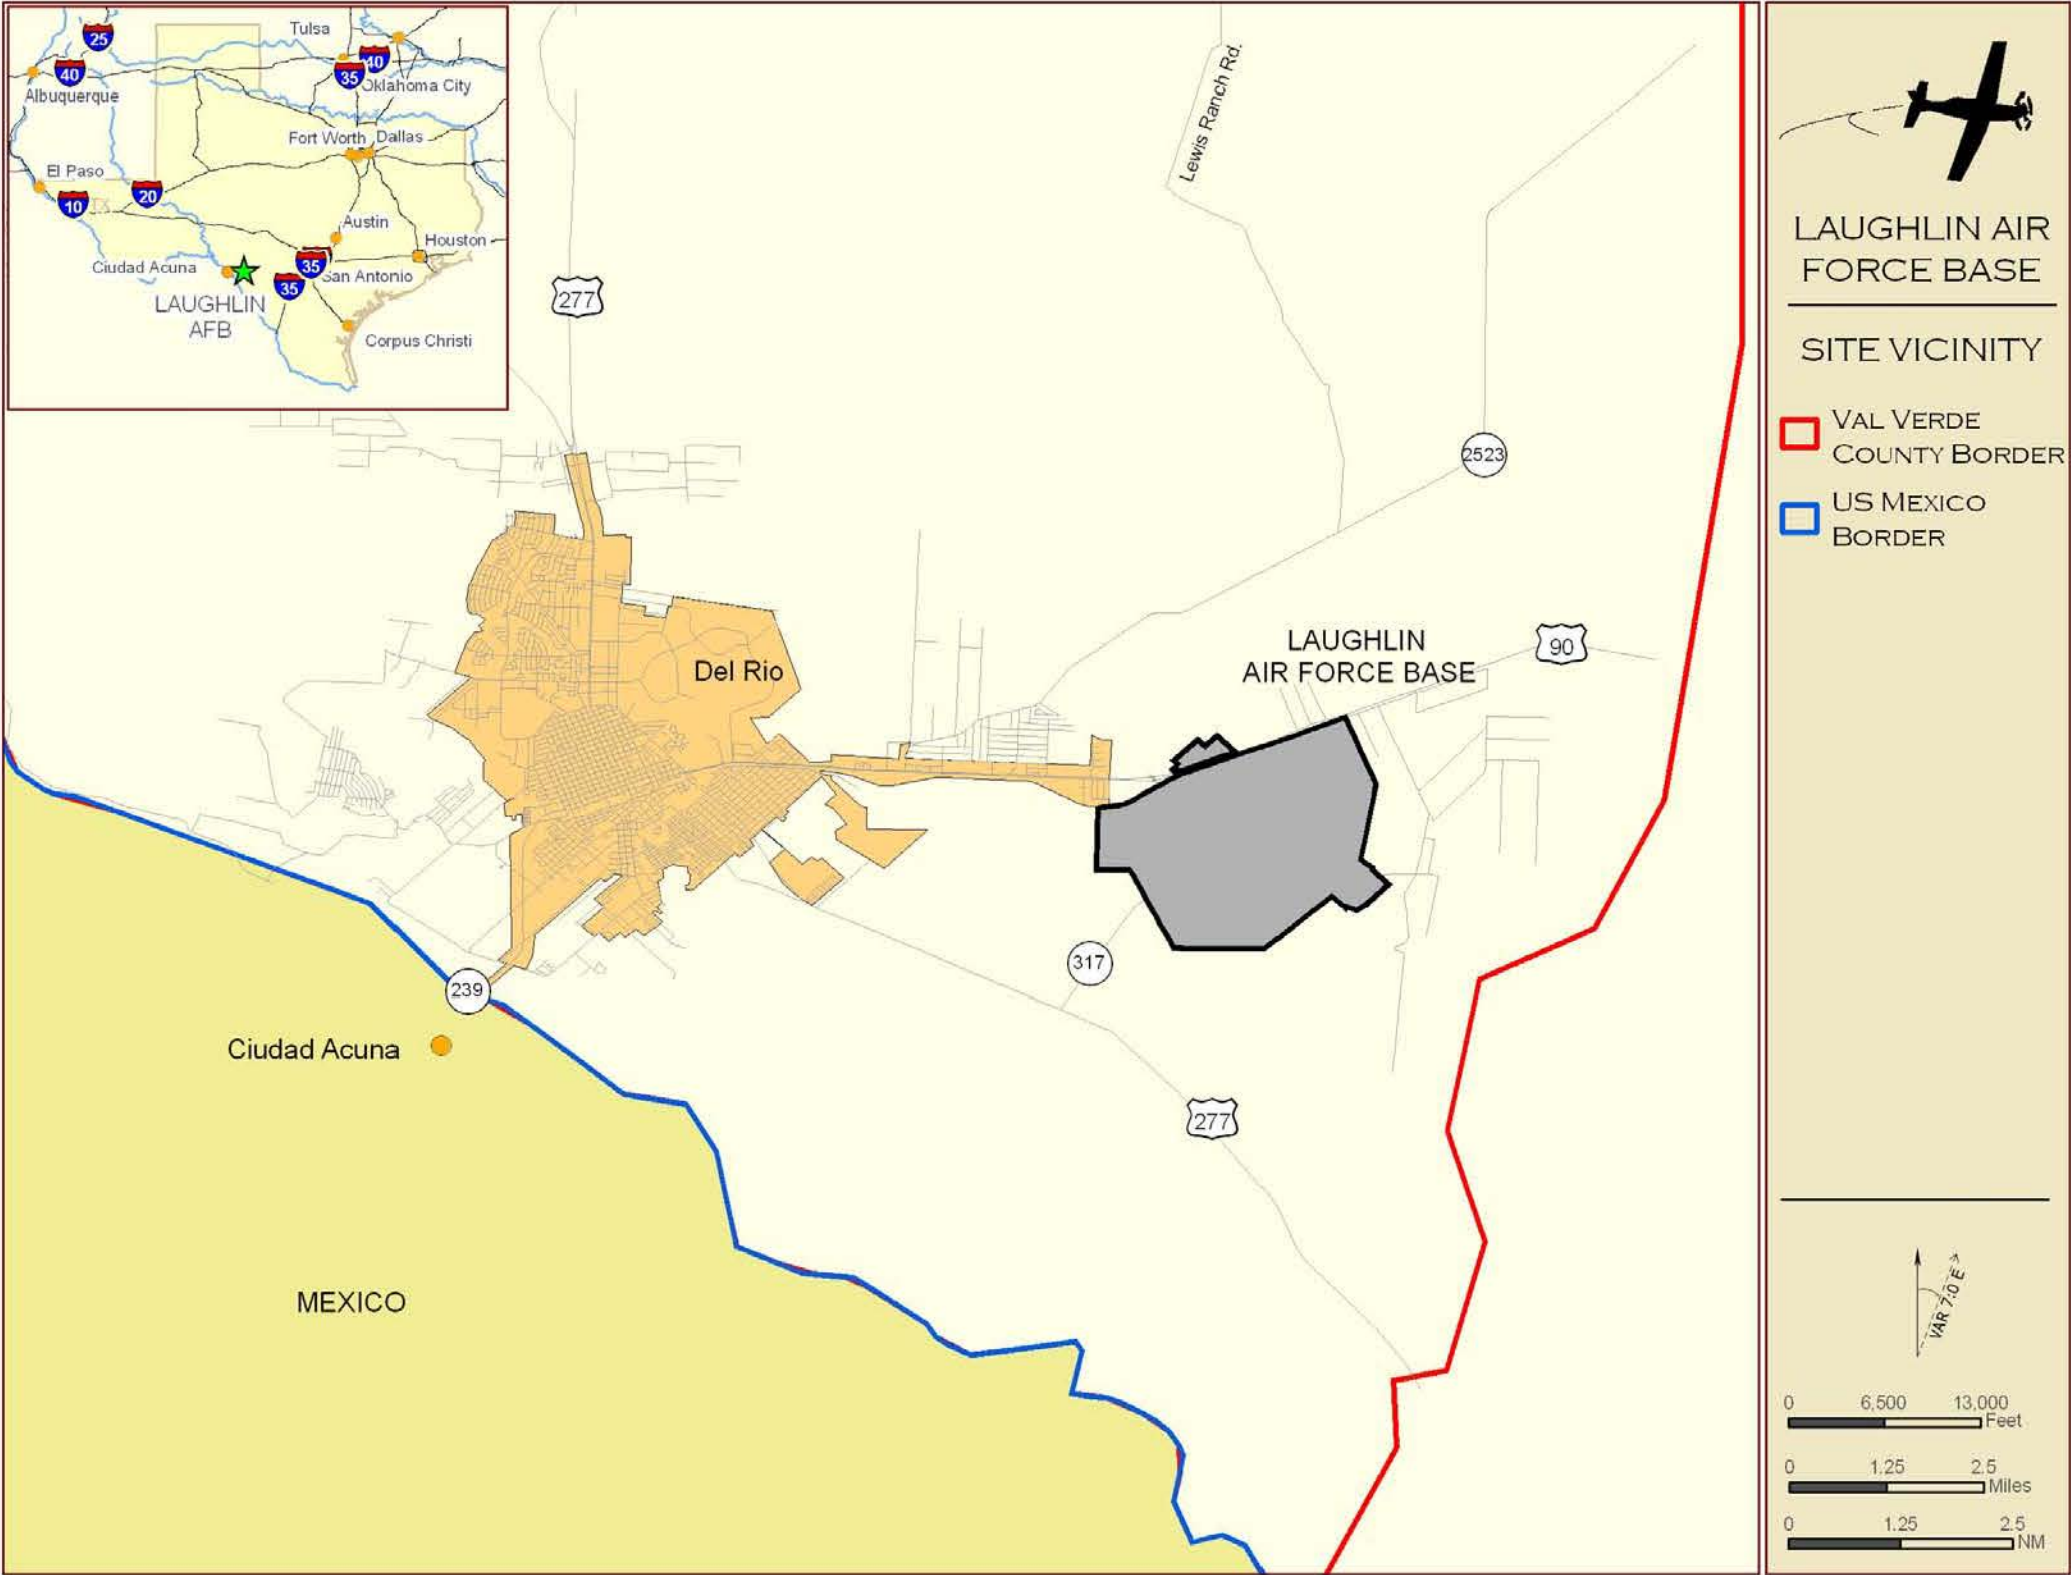 25
Tulsa
40
40
35
Oklahoma City
Albuquerque
Fort Worth
Dallas
El Paso
20
10
TX
Austin
Houston
35
Ciudad Acuna
San Antonio
35
LAUGHLIN
AFB
Corpus Christi
Lewis Ranch Rd.
277
2523
Del Rio
LAUGHLIN
AIR FORCE BASE
90
317
239
Ciudad Acuna
277
MEXICO
LAUGHLIN AIR
FORCE BASE
SITE VICINITY
VAL VERDE
COUNTY BORDER
US MEXICO
BORDER
VAR 7.0 E
0 6,500 13,000
Feet
0 1.25 2.5
Miles
0 1.25 2.5
NM